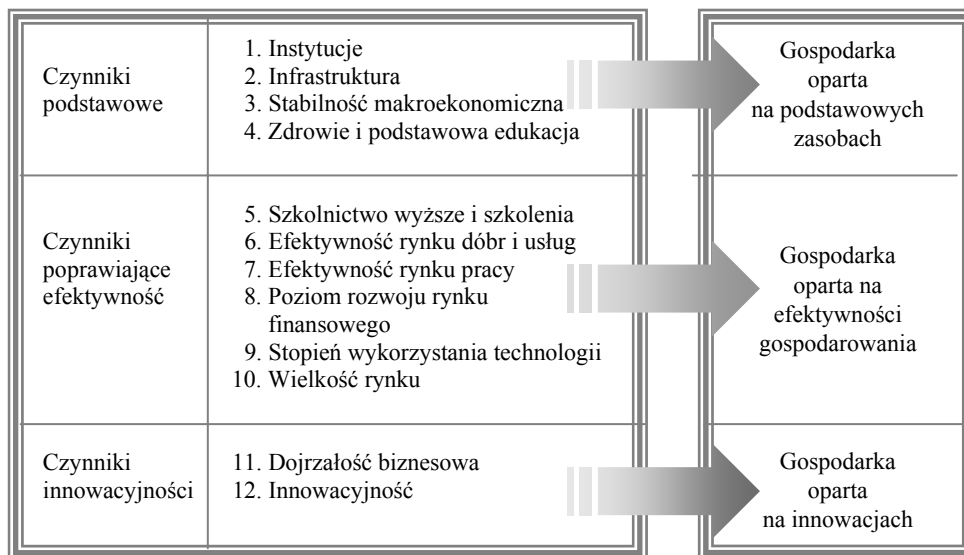 Czynniki
podstawowe
1. Instytucje
2. Infrastruktura
3. Stabilność makroekonomiczna
4. Zdrowie i podstawowa edukacja
Gospodarka
oparta
na podstawowych
zasobach
Czynniki
poprawiające
efektywność
5. Szkolnictwo wyższe i szkolenia
6. Efektywność rynku dóbr i usług
7. Efektywność rynku pracy
8. Poziom rozwoju rynku
finansowego
9. Stopień wykorzystania technologii
10. Wielkość rynku
Gospodarka
oparta na
efektywności
gospodarowania
Czynniki
innowacyjności
11. Dojrzałość biznesowa
12. Innowacyjność
Gospodarka
oparta
na innowacjach